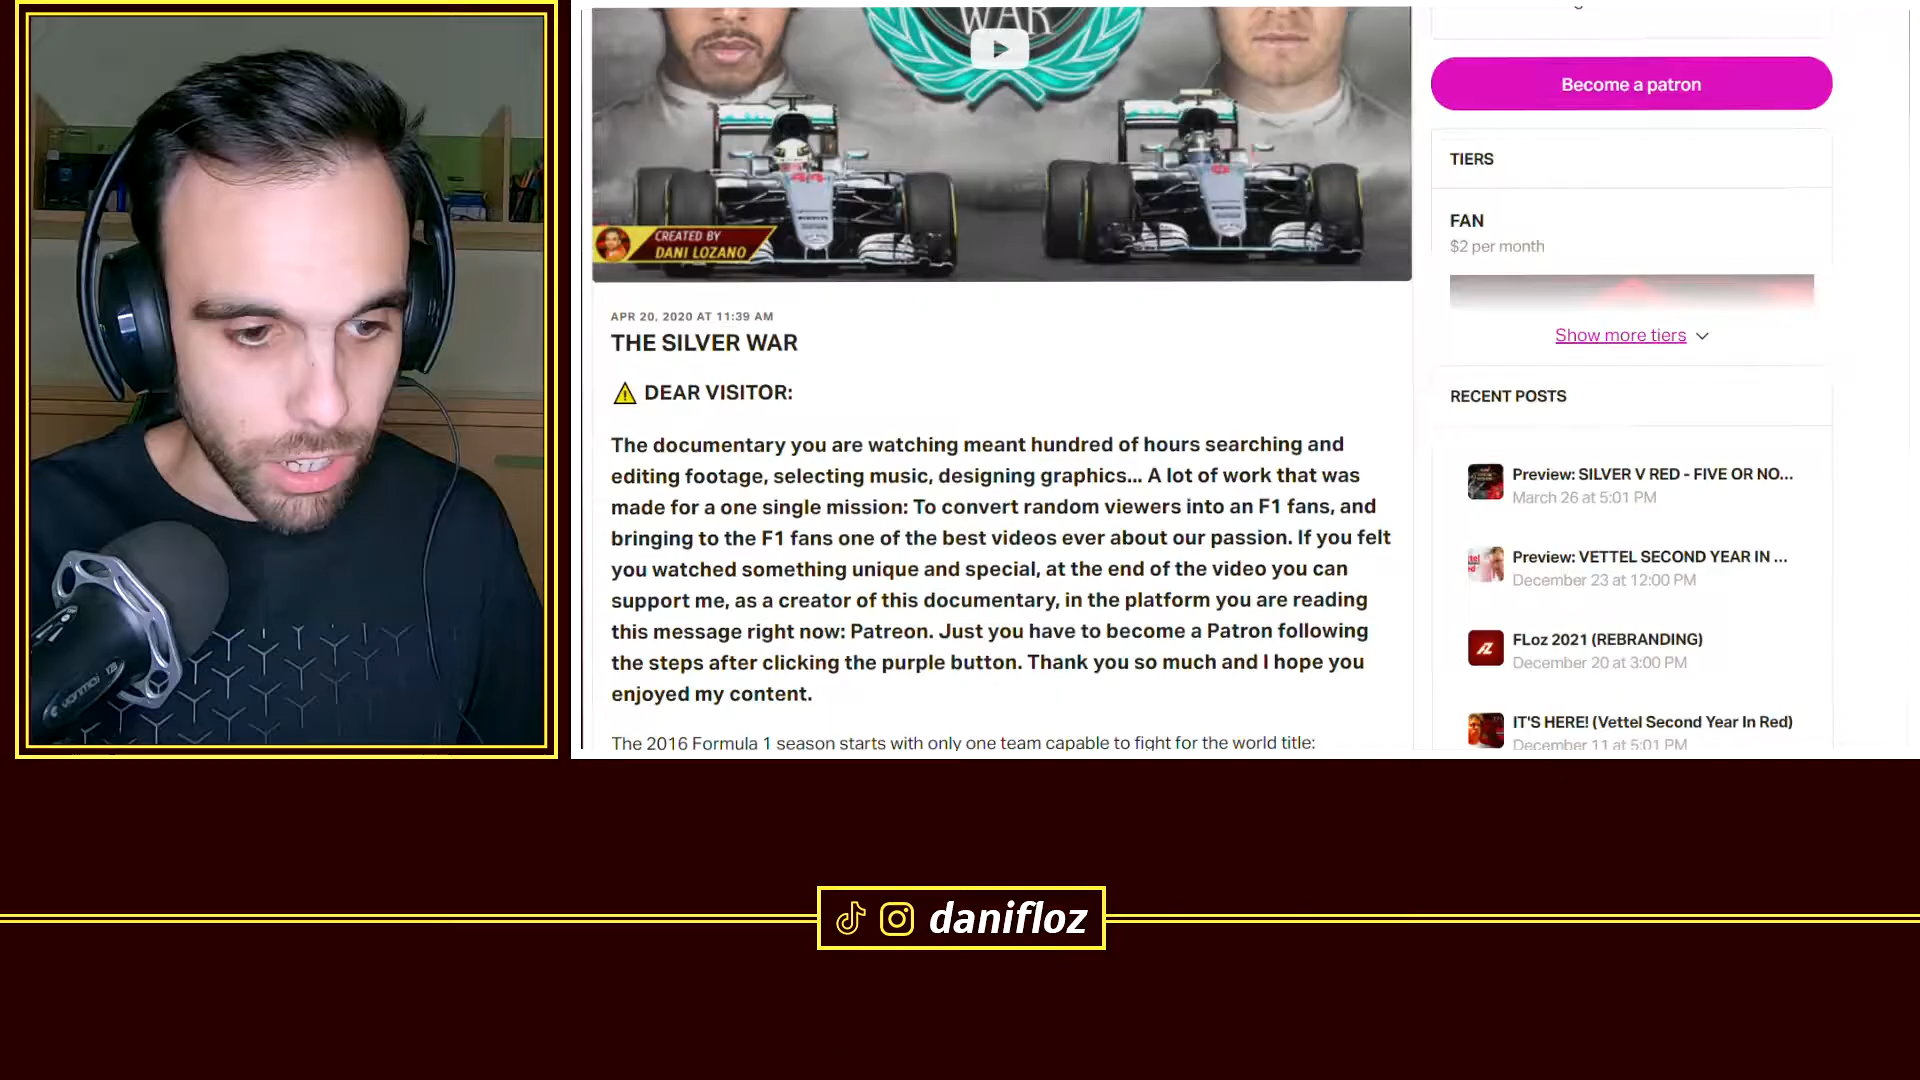 WAR
CREATED BY
DANI LOZANO
44
6
APR 20, 2020 AT 11:39 AM
THE SILVER WAR
⚠ DEAR VISITOR:
The documentary you are watching meant hundred of hours searching and
editing footage, selecting music, designing graphics... A lot of work that was
made for a one single mission: To convert random viewers into an F1 fans, and
bringing to the F1 fans one of the best videos ever about our passion. If you felt
you watched something unique and special, at the end of the video you can
support me, as a creator of this documentary, in the platform you are reading
this message right now: Patreon. Just you have to become a Patron following
the steps after clicking the purple button. Thank you so much and I hope you
enjoyed my content.
The 2016 Formula 1 season starts with only one team capable to fight for the world title:
Become a patron
TIERS
FAN
$2 per month
Show more tiers
RECENT POSTS
Preview: SILVER V RED - FIVE OR NO...
March 26 at 5:01 PM
Preview: VETTEL SECOND YEAR IN ...
December 23 at 12:00 PM
FLoz 2021 (REBRANDING)
December 20 at 3:00 PM
IT'S HERE! (Vettel Second Year In Red)
December 11 at 5:01 PM
danifloz